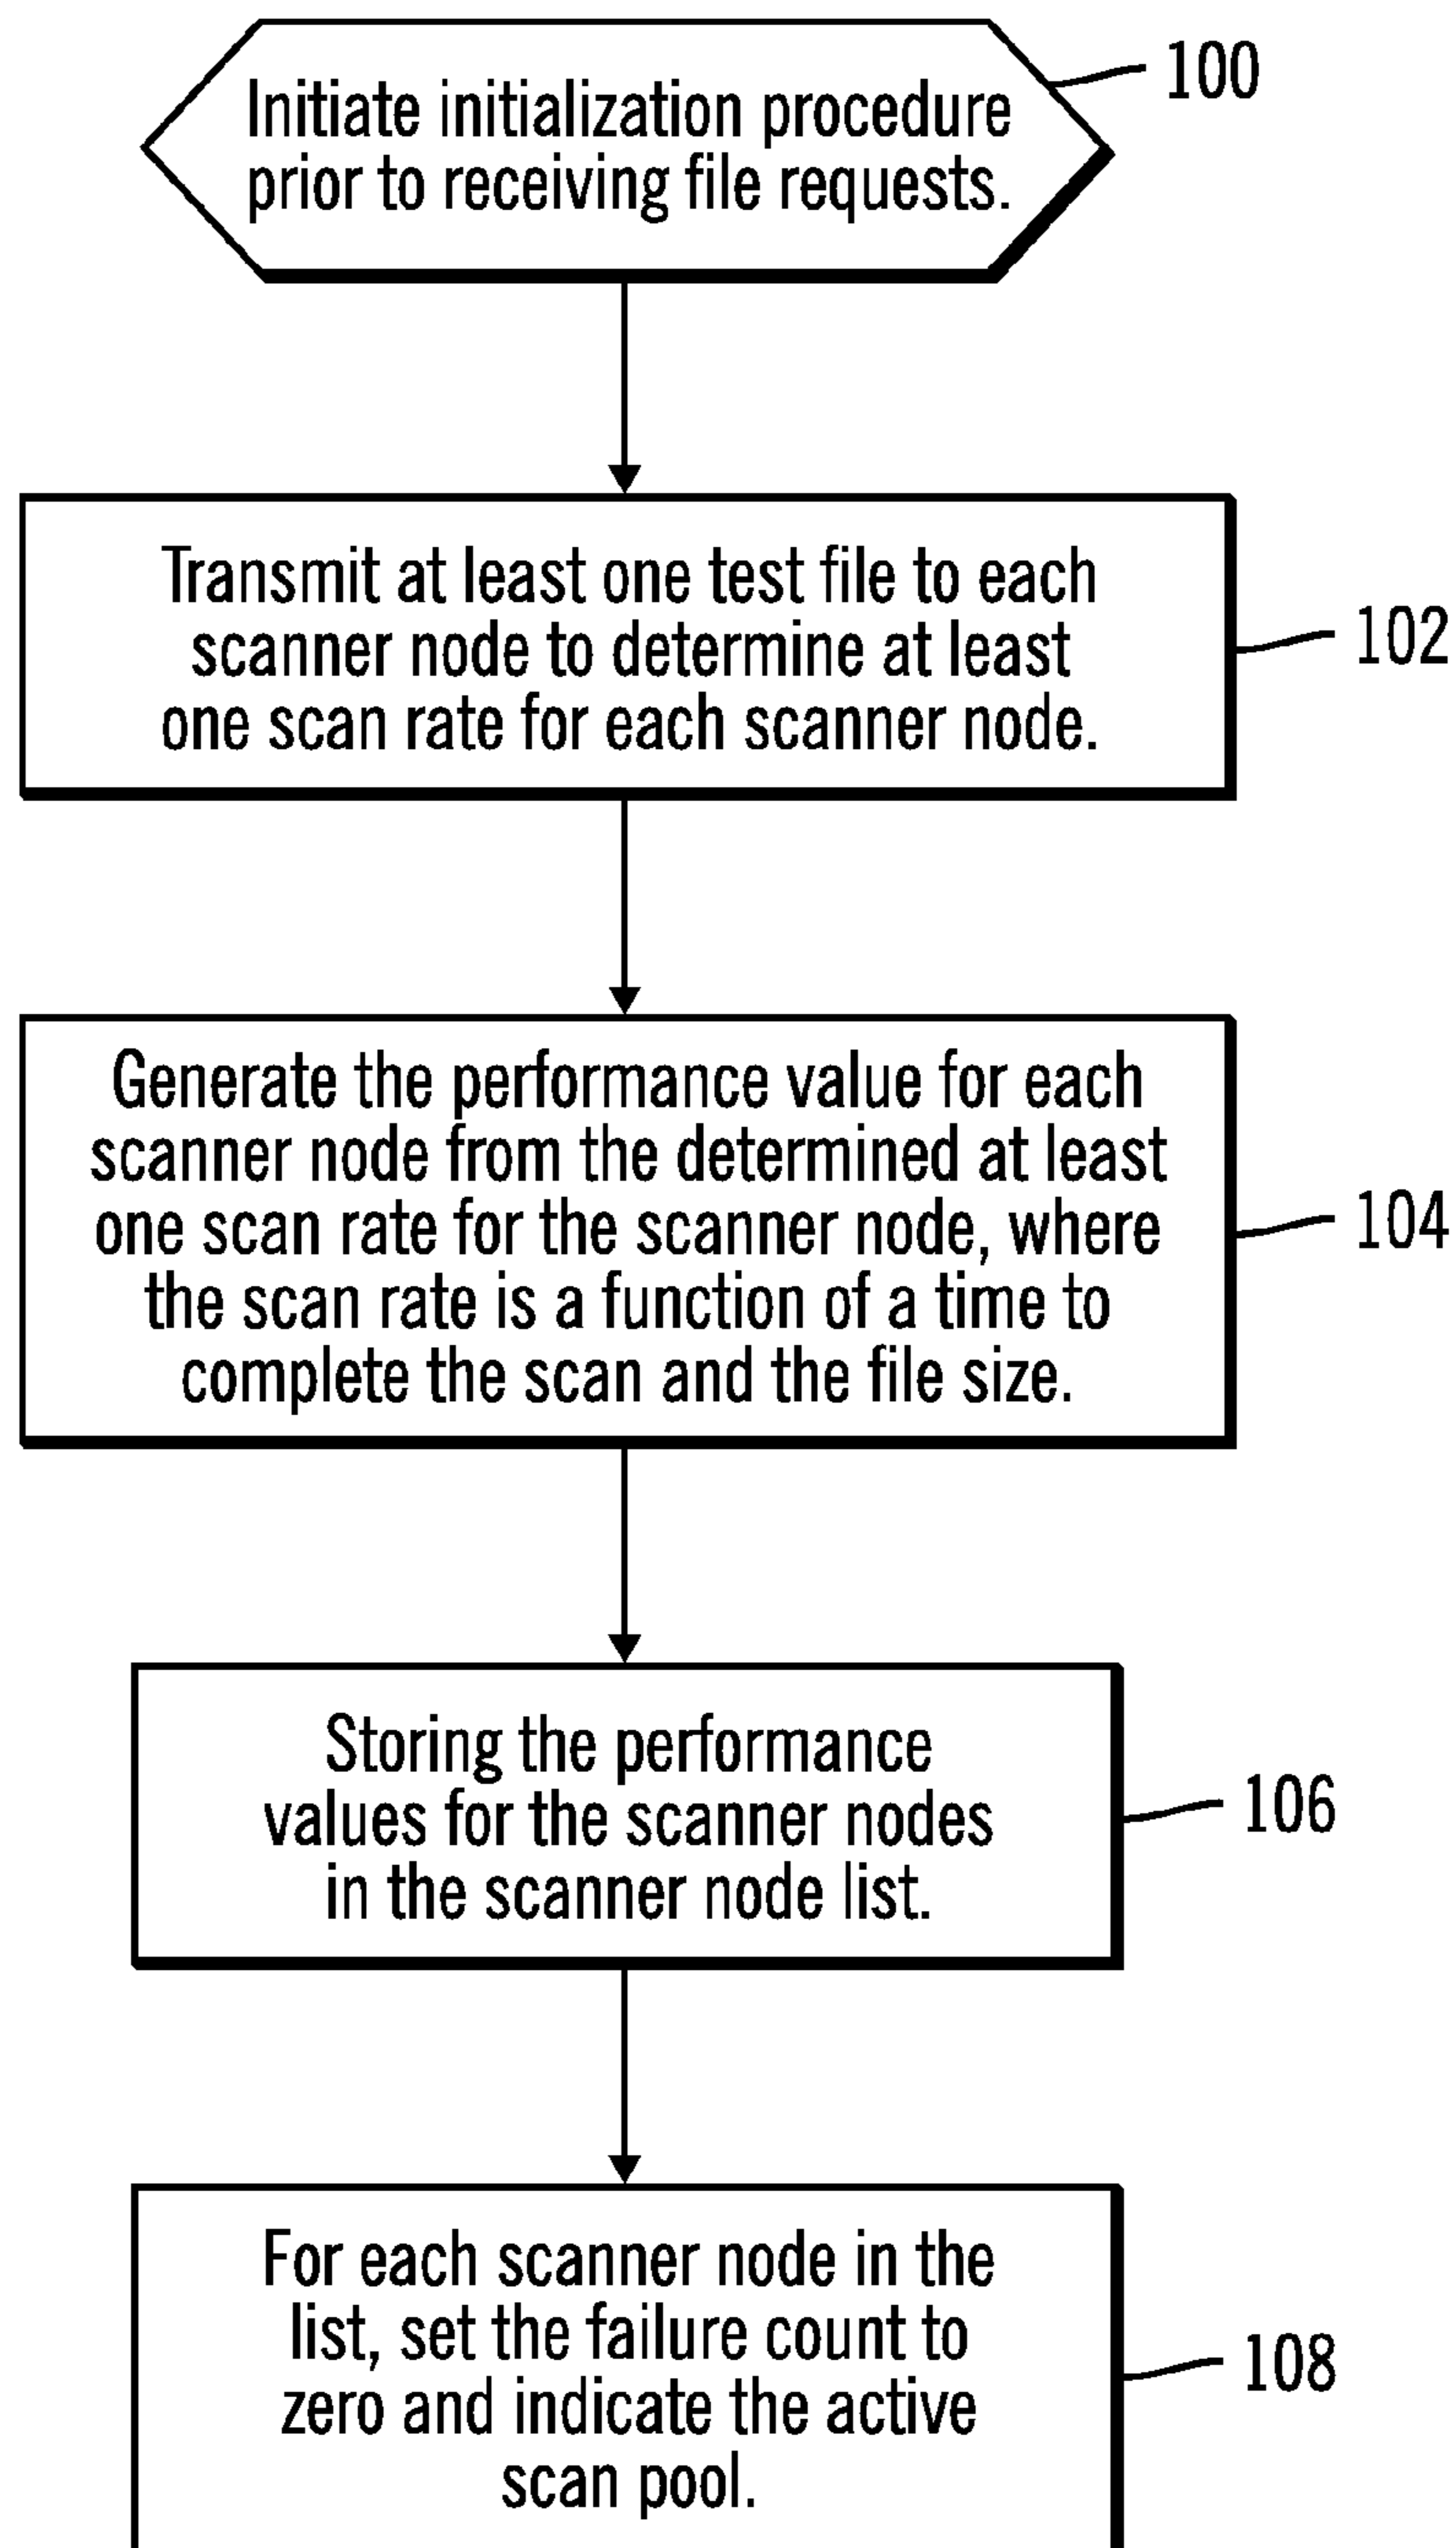 Initiate initialization procedure
prior to receiving file requests.
100
Transmit at least one test file to each
scanner node to determine at least
one scan rate for each scanner node.
102
Generate the performance value for each
scanner node from the determined at least
one scan rate for the scanner node, where
the scan rate is a function of a time to
complete the scan and the file size.
104
Storing the performance
values for the scanner nodes
in the scanner node list.
106
For each scanner node in the
list, set the failure count to
zero and indicate the active
scan pool.
108